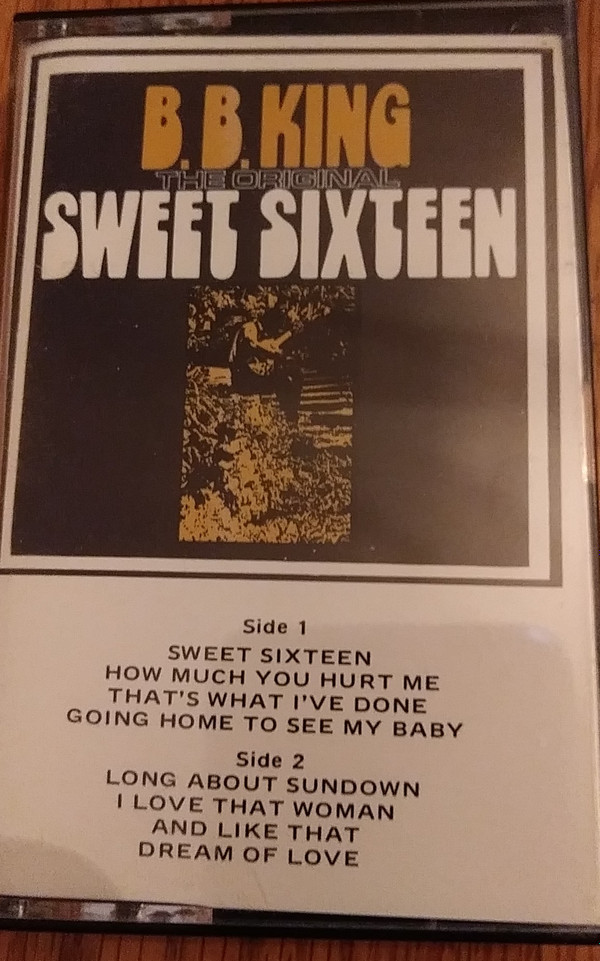 B. B. KING
THE ORIGINAL
SWEET SIXTEEN
Side 1
SWEET SIXTEEN
HOW MUCH YOU HURT ME
THAT'S WHAT I'VE DONE
GOING HOME TO SEE MY BABY
Side 2
LONG ABOUT SUNDOWN
I LOVE THAT WOMAN
AND LIKE THAT
DREAM OF LOVE